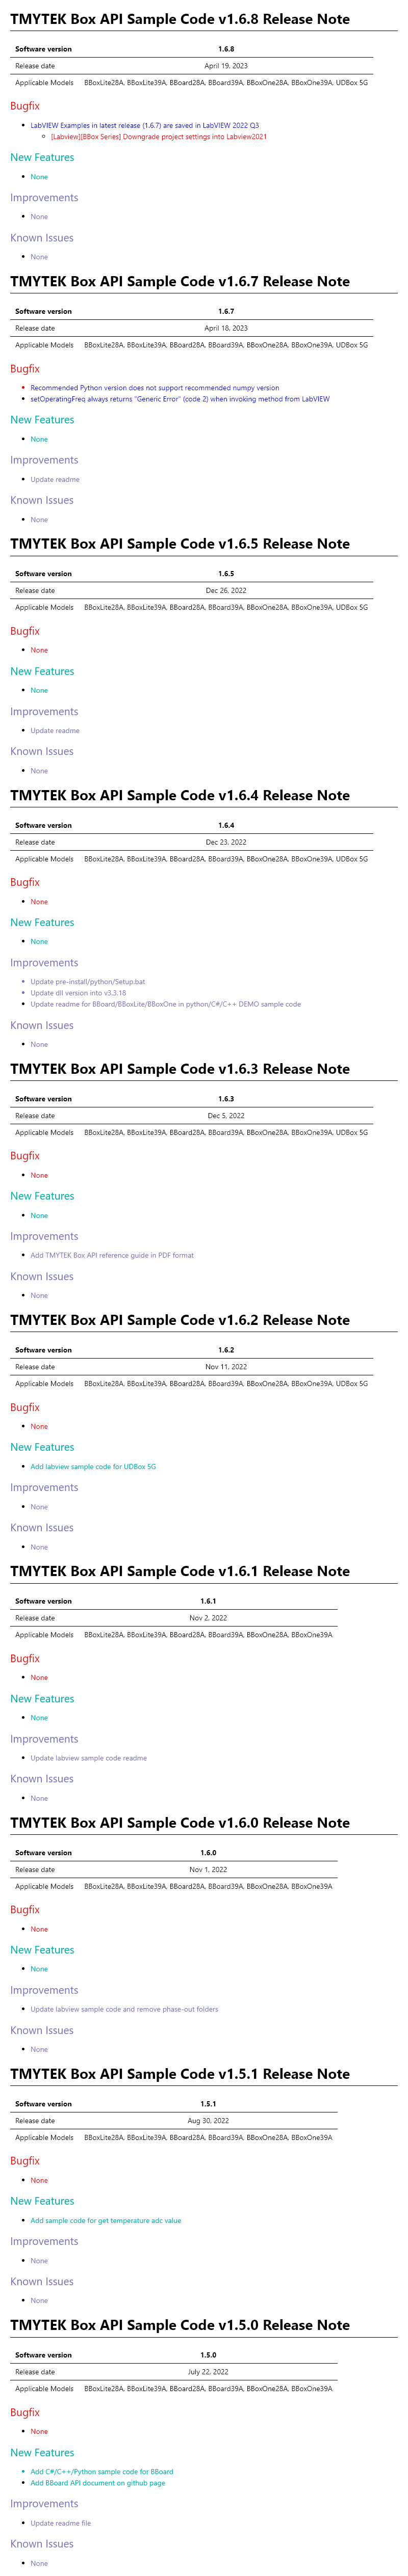 TMYTEK Box API Sample Code v1.6.8 Release Note
Software version 1.6.8
Release date April 19, 2023
Applicable Models BBoxLite28A, BBoxLite39A, BBoard28A, BBoard39A, BBoxOne28A, BBoxOne39A, UDBox 5G
Bugfix
LabVIEW Examples in latest release (1.6.7) are saved in LabVIEW 2022 Q3
[Labview][BBox Series] Downgrade project settings into Labview2021
New Features
None
Improvements
None
Known Issues
None
TMYTEK Box API Sample Code v1.6.7 Release Note
Software version 1.6.7
Release date April 18, 2023
Applicable Models BBoxLite28A, BBoxLite39A, BBoard28A, BBoard39A, BBoxOne28A, BBoxOne39A, UDBox 5G
Bugfix
Recommended Python version does not support recommended numpy version
setOperatingFreq always returns "Generic Error" (code 2) when invoking method from LabVIEW
New Features
None
Improvements
Update readme
Known Issues
None
TMYTEK Box API Sample Code v1.6.5 Release Note
Software version 1.6.5
Release date Dec 26, 2022
Applicable Models BBoxLite28A, BBoxLite39A, BBoard28A, BBoard39A, BBoxOne28A, BBoxOne39A, UDBox 5G
Bugfix
None
New Features
None
Improvements
Update readme
Known Issues
None
TMYTEK Box API Sample Code v1.6.4 Release Note
Software version 1.6.4
Release date Dec 23, 2022
Applicable Models BBoxLite28A, BBoxLite39A, BBoard28A, BBoard39A, BBoxOne28A, BBoxOne39A, UDBox 5G
Bugfix
None
New Features
None
Improvements
Update pre-install/python/Setup.bat
Update dll version into v3.3.18
Update readme for BBoard/BBoxLite/BBoxOne in python/C#/C++ DEMO sample code
Known Issues
None
TMYTEK Box API Sample Code v1.6.3 Release Note
Software version 1.6.3
Release date Dec 5, 2022
Applicable Models BBoxLite28A, BBoxLite39A, BBoard28A, BBoard39A, BBoxOne28A, BBoxOne39A, UDBox 5G
Bugfix
None
New Features
None
Improvements
Add TMYTEK Box API reference guide in PDF format
Known Issues
None
TMYTEK Box API Sample Code v1.6.2 Release Note
Software version 1.6.2
Release date Nov 11, 2022
Applicable Models BBoxLite28A, BBoxLite39A, BBoard28A, BBoard39A, BBoxOne28A, BBoxOne39A, UDBox 5G
Bugfix
None
New Features
Add labview sample code for UDBox 5G
Improvements
None
Known Issues
None
TMYTEK Box API Sample Code v1.6.1 Release Note
Software version 1.6.1
Release date Nov 2, 2022
Applicable Models BBoxLite28A, BBoxLite39A, BBoard28A, BBoard39A, BBoxOne28A, BBoxOne39A
Bugfix
None
New Features
None
Improvements
Update labview sample code readme
Known Issues
None
TMYTEK Box API Sample Code v1.6.0 Release Note
Software version 1.6.0
Release date Nov 1, 2022
Applicable Models BBoxLite28A, BBoxLite39A, BBoard28A, BBoard39A, BBoxOne28A, BBoxOne39A
Bugfix
None
New Features
None
Improvements
Update labview sample code and remove phase-out folders
Known Issues
None
TMYTEK Box API Sample Code v1.5.1 Release Note
Software version 1.5.1
Release date Aug 30, 2022
Applicable Models BBoxLite28A, BBoxLite39A, BBoard28A, BBoard39A, BBoxOne28A, BBoxOne39A
Bugfix
None
New Features
Add sample code for get temperature adc value
Improvements
None
Known Issues
None
TMYTEK Box API Sample Code v1.5.0 Release Note
Software version 1.5.0
Release date July 22, 2022
Applicable Models BBoxLite28A, BBoxLite39A, BBoard28A, BBoard39A, BBoxOne28A, BBoxOne39A
Bugfix
None
New Features
Add C#/C++/Python sample code for BBoard
Add BBoard API document on github page
Improvements
Update readme file
Known Issues
None